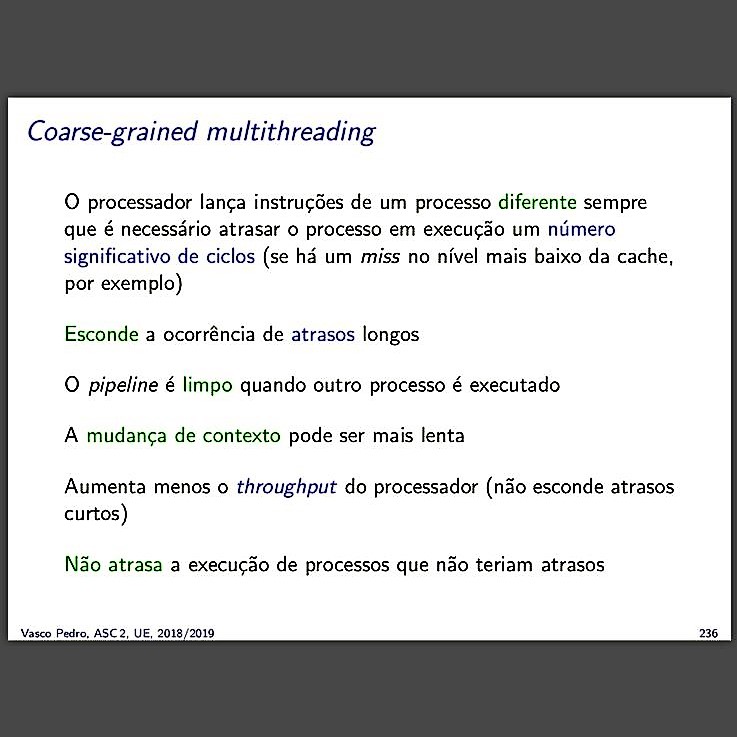 Coarse-grained multithreading
O processador lança instruções de um processo diferente sempre
que é necessário atrasar o processo em execução um número
significativo de ciclos (se há um miss no nível mais baixo da cache,
por exemplo)
Esconde a ocorrência de atrasos longos
O pipeline é limpo quando outro processo é executado
A mudança de contexto pode ser mais lenta
Aumenta menos o throughput do processador (não esconde atrasos
curtos)
Não atrasa a execução de processos que não teriam atrasos
Vasco Pedro, ASC 2, UE, 2018/2019
236